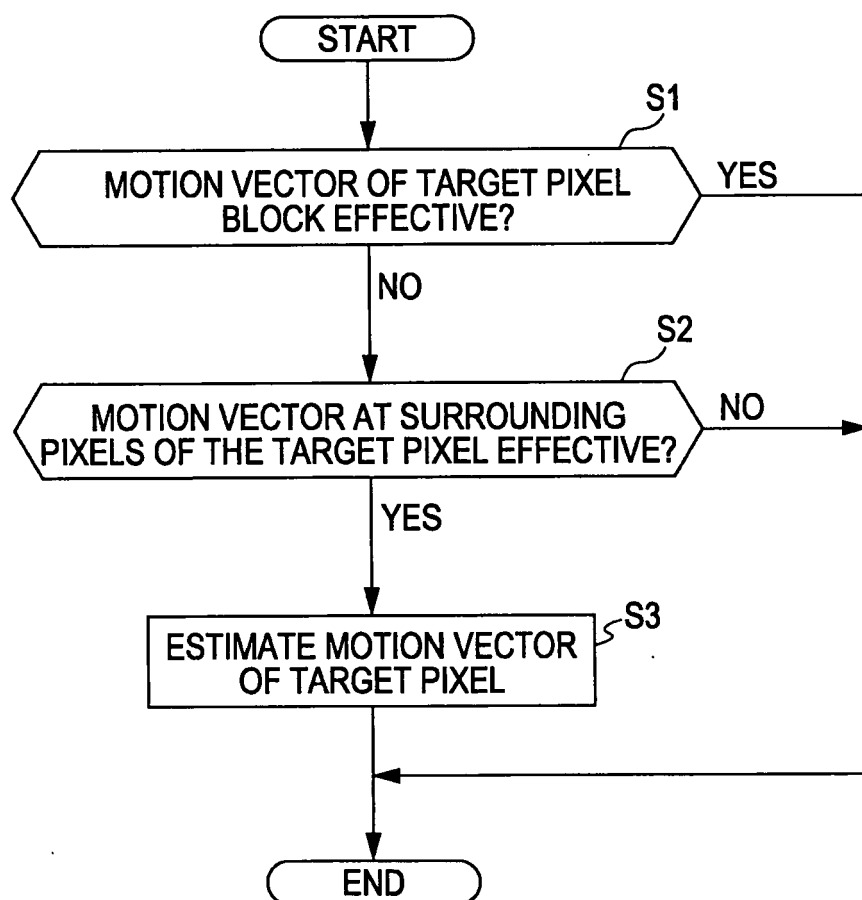 START
S1
MOTION VECTOR OF TARGET PIXEL
BLOCK EFFECTIVE?
YES
NO
S2
MOTION VECTOR AT SURROUNDING
PIXELS OF THE TARGET PIXEL EFFECTIVE?
NO
YES
S3
ESTIMATE MOTION VECTOR
OF TARGET PIXEL
END